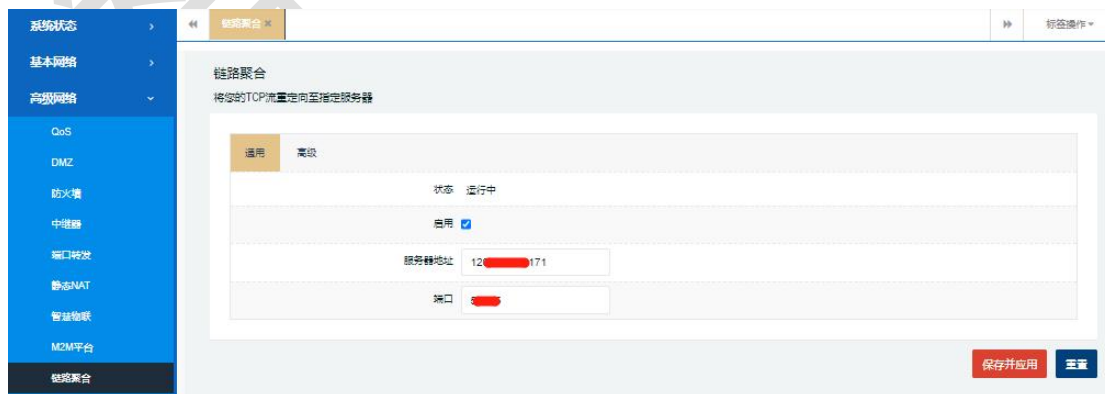 系统状态
链路聚合
标签操作
基本网络
高级网络
QoS
DMZ
防火墙
中继器
端口转发
静态NAT
智慧物联
M2M平台
链路聚合
链路聚合
将您的TCP流重定向至指定服务器
通用 高级
状态 运行中
启用
服务器地址 12 171
端口 5
保存并应用 重置